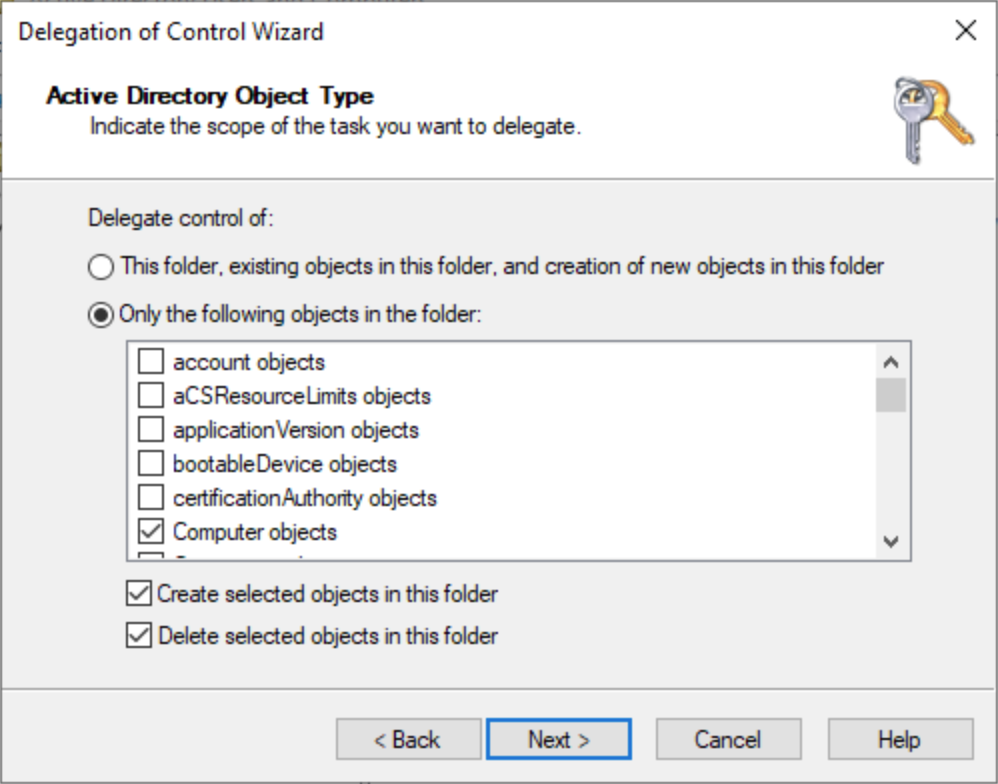 Delegation of Control Wizard
Active Directory Object Type
Indicate the scope of the task you want to delegate.
Delegate control of:
This folder, existing objects in this folder, and creation of new objects in this folder
Only the following objects in the folder:
account objects
aCSResourceLimits objects
applicationVersion objects
bootableDevice objects
certificationAuthority objects
Computer objects
Create selected objects in this folder
Delete selected objects in this folder
< Back
Next >
Cancel
Help